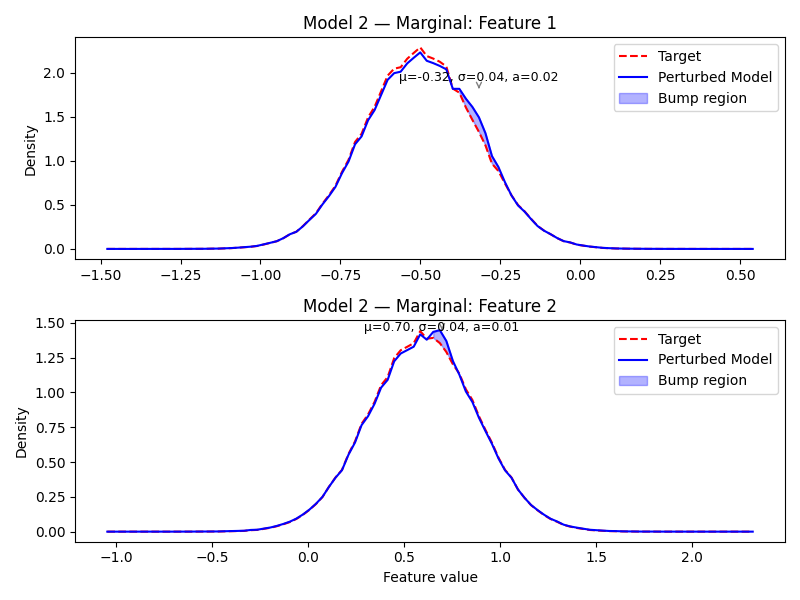 Model 2 — Marginal: Feature 1
Target
Perturbed Model
Bump region
μ=-0.32, σ=0.04, a=0.02
Density
2.0
1.5
1.0
0.5
0.0
−1.50 −1.25 −1.00 −0.75 −0.50 −0.25 0.00 0.25 0.50
Model 2 — Marginal: Feature 2
μ=0.70, σ=0.04, a=0.01
Target
Perturbed Model
Bump region
Density
1.50
1.25
1.00
0.75
0.50
0.25
0.00
−1.0 −0.5 0.0 0.5 1.0 1.5 2.0
Feature value